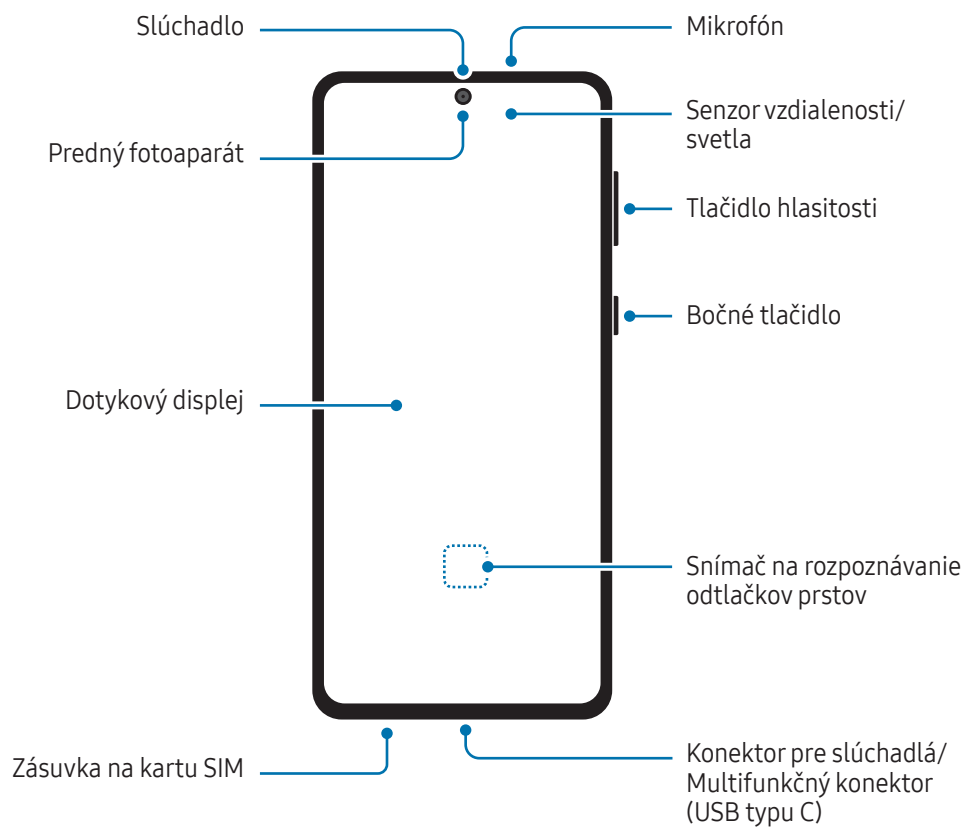 Slúchadlo
Mikrofón
Senzor vzdialenosti/
svetla
Predný fotoaparát
Tlačidlo hlasitosti
Bočné tlačidlo
Dotykový displej
Snímač na rozpoznávanie
odtlačkov prstov
Zásuvka na kartu SIM
Konektor pre slúchadlá/
Multifunkčný konektor
(USB typu C)